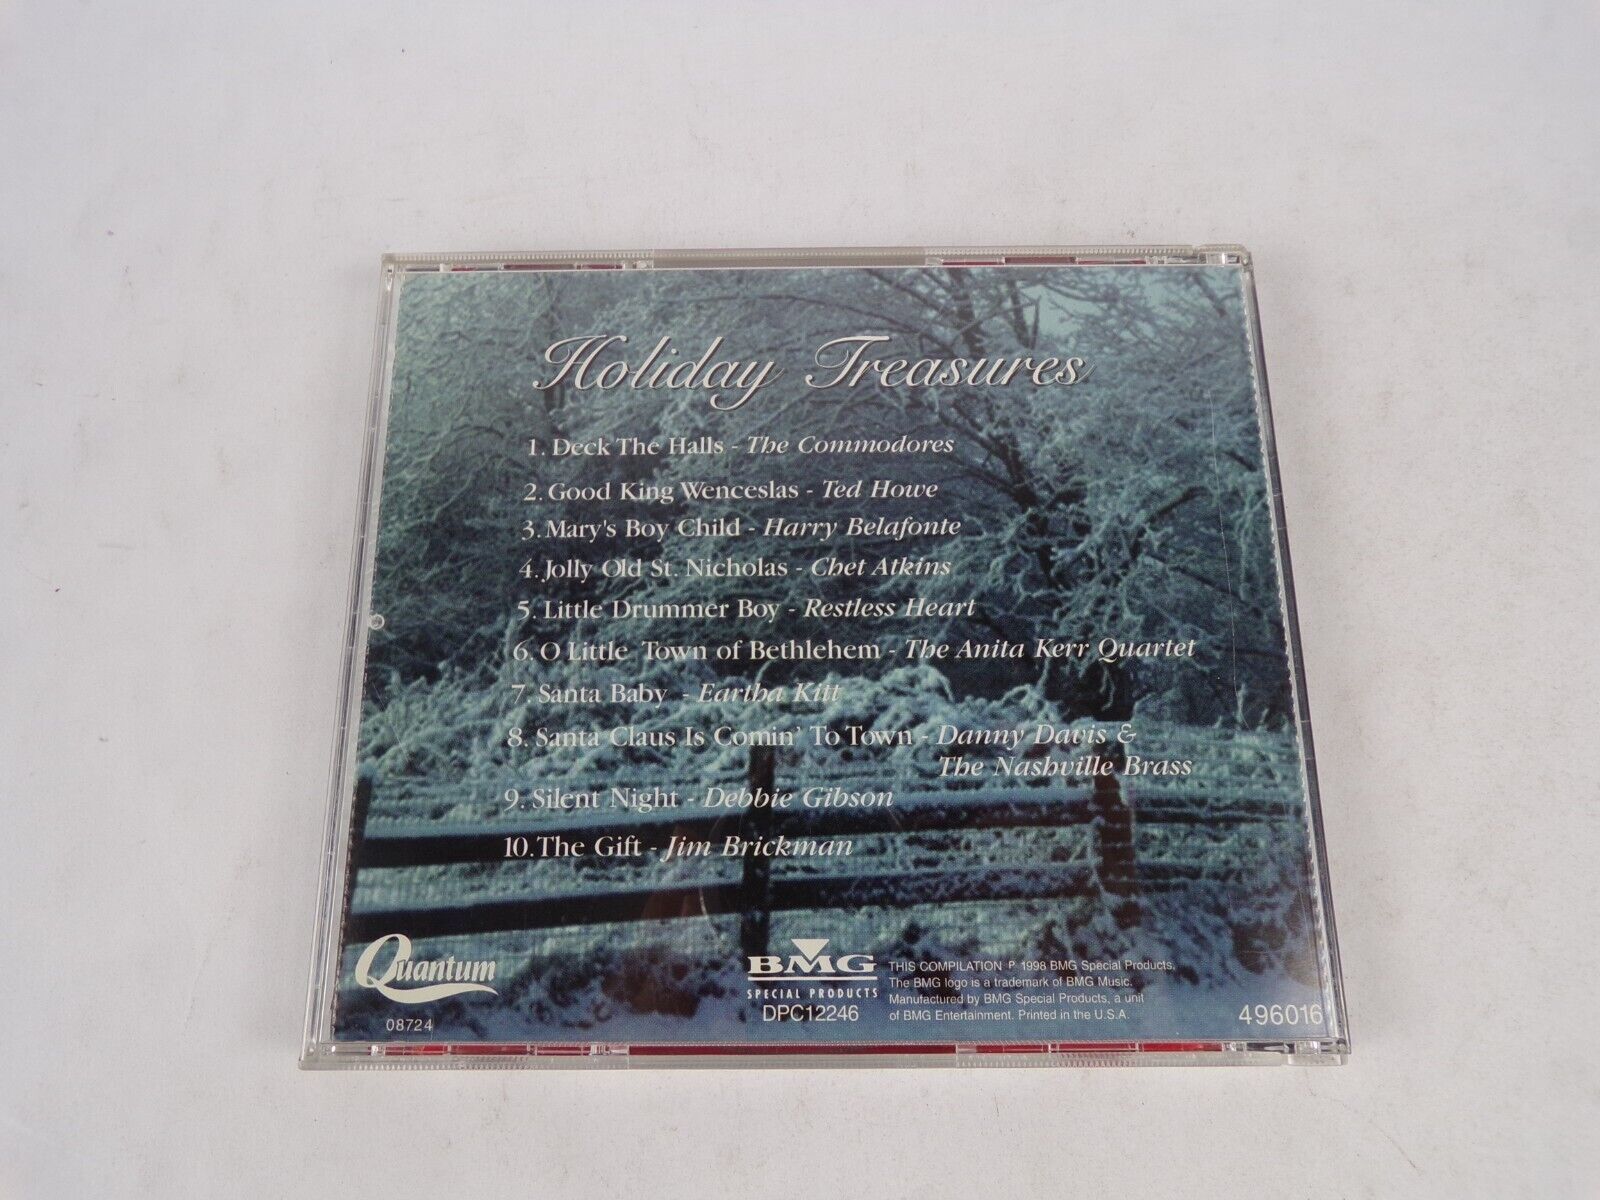 Holiday Treasures
1. Deck The Halls - The Commodores
2. Good King Wenceslas - Ted Howe
3. Mary's Boy Child - Harry Belafonte
4. Jolly Old St. Nicholas - Chet Atkins
5. Little Drummer Boy - Restless Heart
6. O Little Town of Bethlehem - The Anita Kerr Quartet
7. Santa Baby - Eartha Kitt
8. Santa Claus Is Comin' To Town - Danny Davis &
The Nashville Brass
9. Silent Night - Debbie Gibson
10. The Gift - Jim Brickman
Quantum
08724
BMG
SPECIAL PRODUCTS
DPC12246
THIS COMPILATION ℗ 1998 BMG Special Products.
The BMG logo is a trademark of BMG Music.
Manufactured by BMG Special Products, a unit
of BMG Entertainment. Printed in the U.S.A.
496016